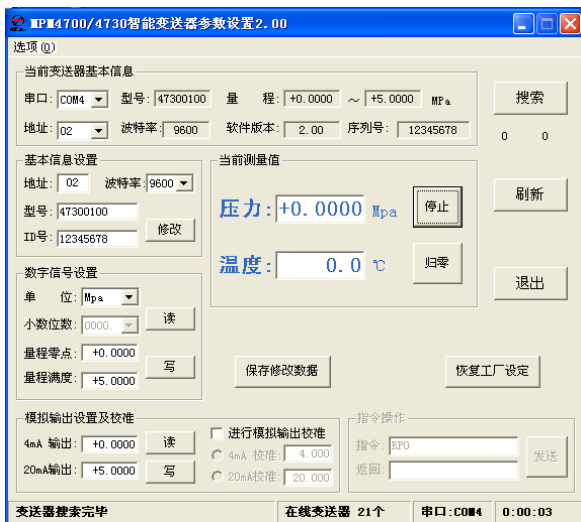 MPM4700/4730智能变送器参数设置2.00
选项(O)
当前变送器基本信息
串口: COM4 型号: 47300100 量 程: +0.0000 ～ +5.0000 MPa 搜索
地址: 02 波特率: 9600 软件版本: 2.00 序列号: 12345678 0 0
基本信息设置
地址: 02 波特率: 9600
型号: 47300100
ID号: 12345678 修改
当前测量值
压力: +0.0000 Mpa 停止
温度: 0.0 ℃ 归零
刷新
退出
数字信号设置
单 位: Mpa
小数位数: 0000. 读
量程零点: +0.0000
量程满度: +5.0000 写
保存修改数据 恢复工厂设定
模拟输出设置及校准
4mA 输出: +0.0000 读
20mA输出: +5.0000 写
进行模拟输出校准
4mA 校准: 4.000
20mA校准: 20.000
指令操作
指令: RPO
返回: 发送
变送器搜索完毕 在线变送器 21个 串口:COM4 0:00:03